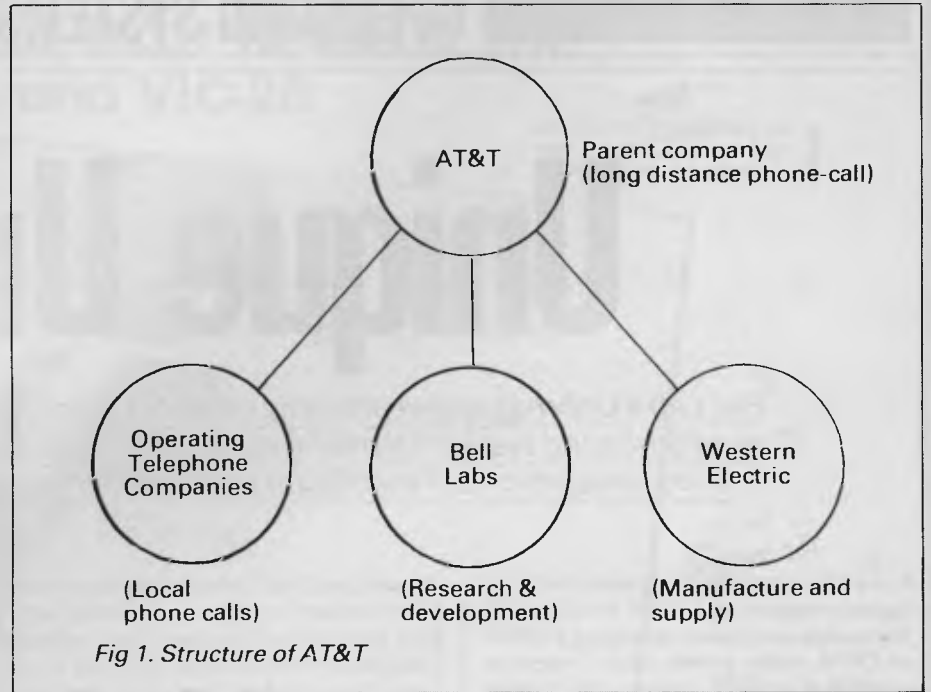 AT&T
Parent company
(long distance phone-call)
Operating
Telephone
Companies
Bell
Labs
Western
Electric
(Local
phone calls)
(Research &
development)
(Manufacture and
supply)
Fig 1. Structure of AT&T